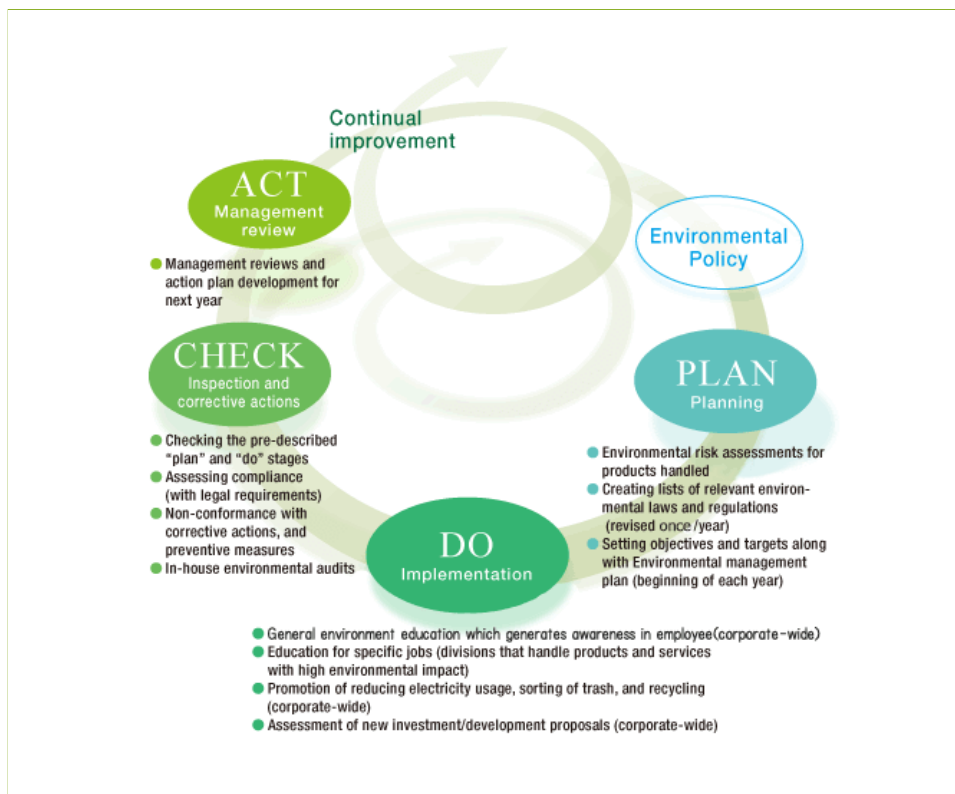 Continual
improvement
ACT
Management
review
● Management reviews and
action plan development for
next year
Environmental
Policy
CHECK
Inspection and
corrective actions
● Checking the pre-described
“plan” and “do” stages
● Assessing compliance
(with legal requirements)
● Non-conformance with
corrective actions, and
preventive measures
● In-house environmental audits
PLAN
Planning
● Environmental risk assessments for
products handled
● Creating lists of relevant environ-
mental laws and regulations
(revised once /year)
● Setting objectives and targets along
with Environmental management
plan (beginning of each year)
DO
Implementation
● General environment education which generates awareness in employee(corporate-wide)
● Education for specific jobs (divisions that handle products and services
with high environmental impact)
● Promotion of reducing electricity usage, sorting of trash, and recycling
(corporate-wide)
● Assessment of new investment/development proposals (corporate-wide)